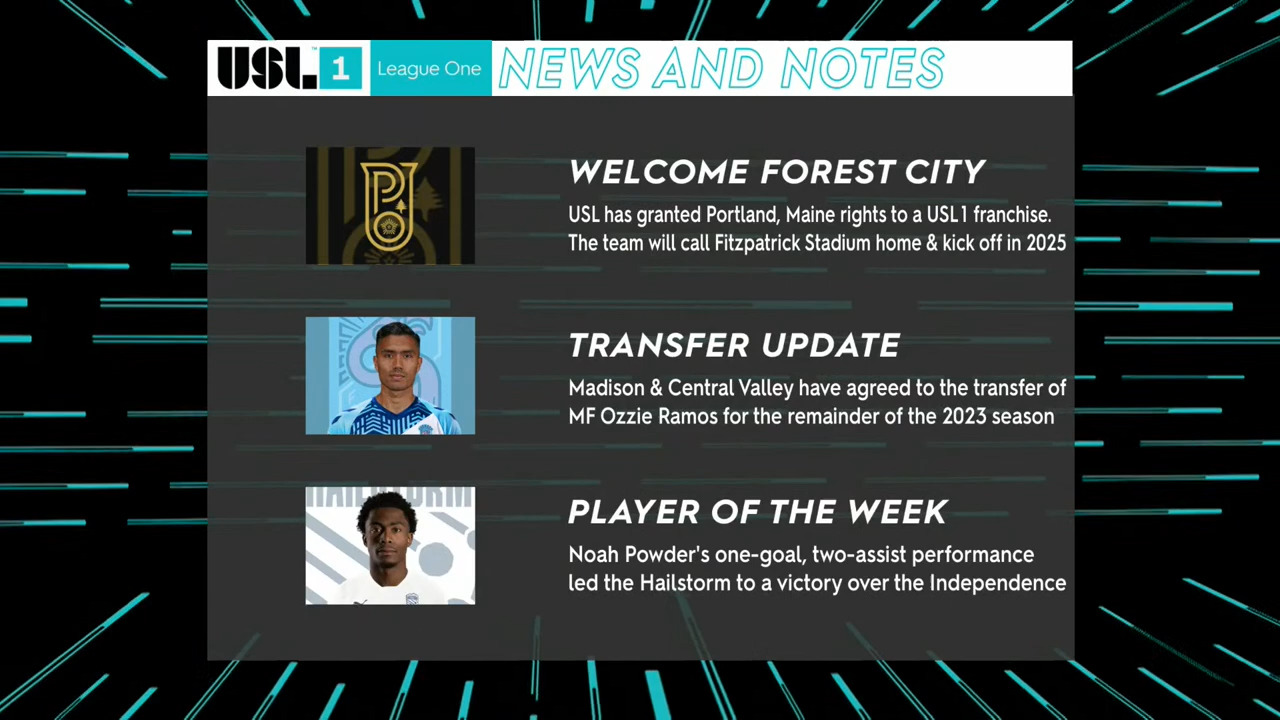 USL 1 League One NEWS AND NOTES
WELCOME FOREST CITY
USL has granted Portland, Maine rights to a USL1 franchise.
The team will call Fitzpatrick Stadium home & kick off in 2025
TRANSFER UPDATE
Madison & Central Valley have agreed to the transfer of
MF Ozzie Ramos for the remainder of the 2023 season
HAILSTORM
PLAYER OF THE WEEK
Noah Powder's one-goal, two-assist performance
led the Hailstorm to a victory over the Independence